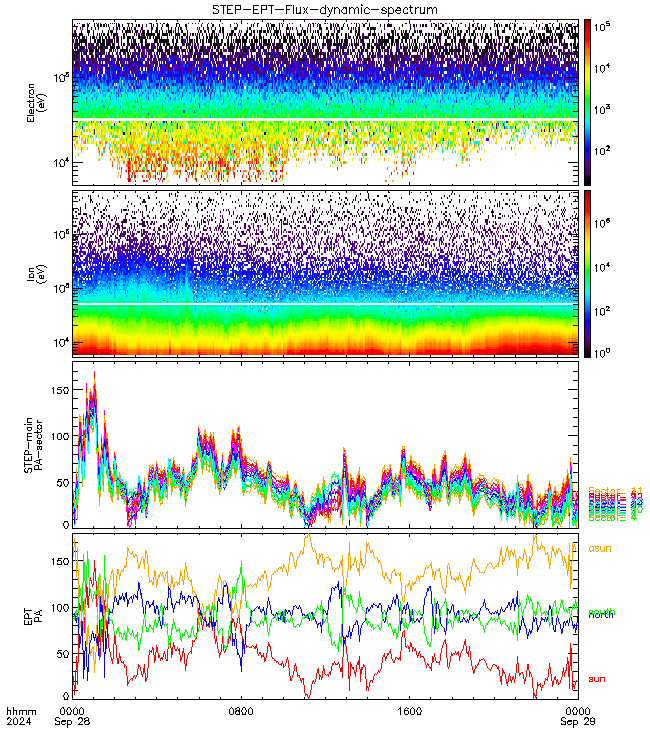 STEP-EPT-Flux-dynamic-spectrum
Electron
(eV)
10⁵
10⁴
10⁵
10⁴
10³
10²
Ion
(eV)
10⁶
10⁵
10⁴
10⁶
10⁴
10²
10⁰
STEP-main
PA-sector
150
100
50
0
EPT
PA
150
100
50
0
asun
south
north
sun
hhmm
2024
0000
Sep 28
0800
1600
0000
Sep 29